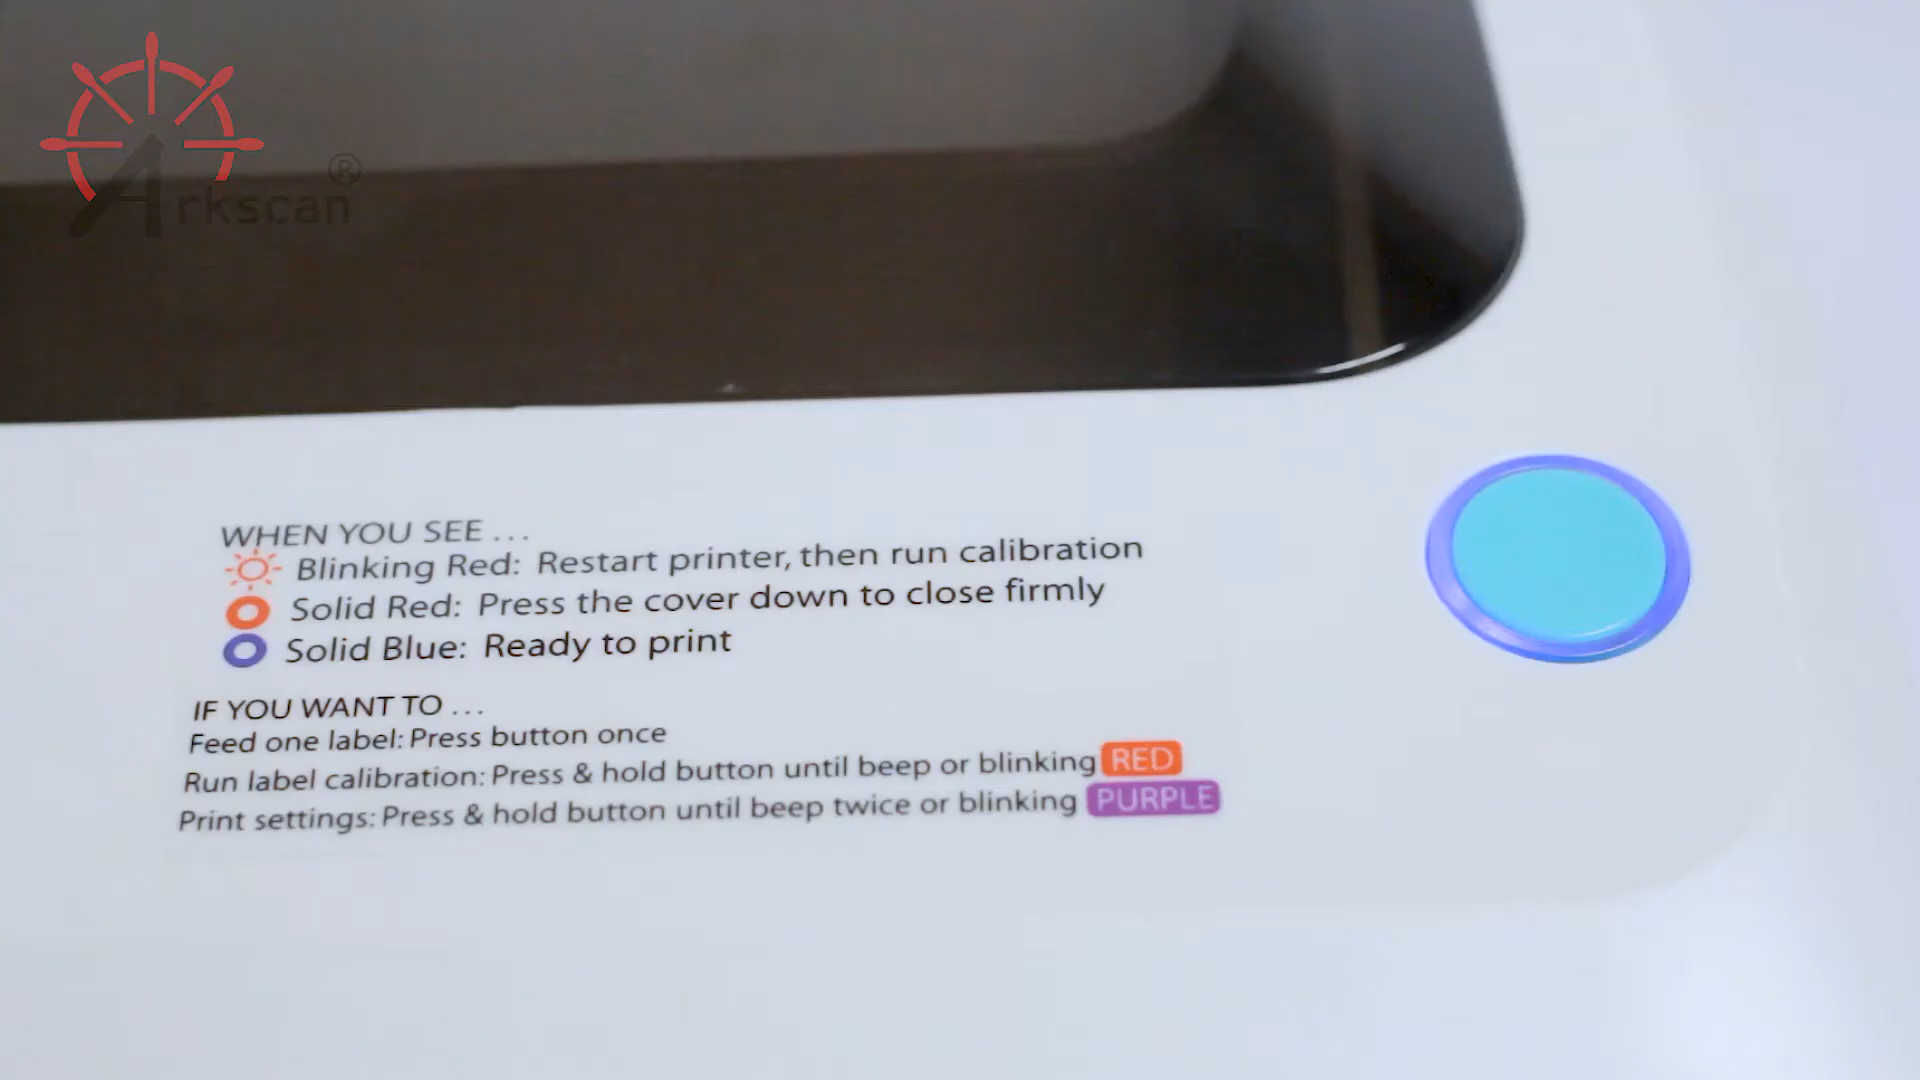 Arkscan®
WHEN YOU SEE ...
Blinking Red: Restart printer, then run calibration
Solid Red: Press the cover down to close firmly
Solid Blue: Ready to print
IF YOU WANT TO ...
Feed one label: Press button once
Run label calibration: Press & hold button until beep or blinking RED
Print settings: Press & hold button until beep twice or blinking PURPLE